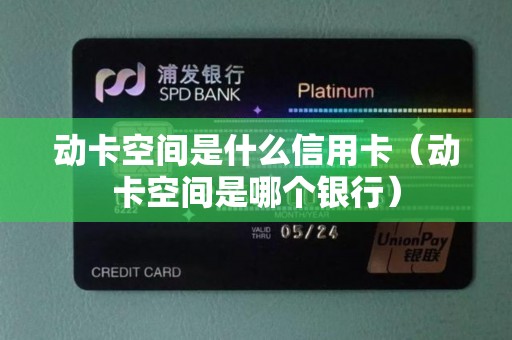 浦发银行
SPD BANK
Platinum
动卡空间是什么信用卡（动
卡空间是哪个银行）
6222
MONTH/YEAR
VALID
THRU
05/24
UnionPay
银联
CREDIT CARD